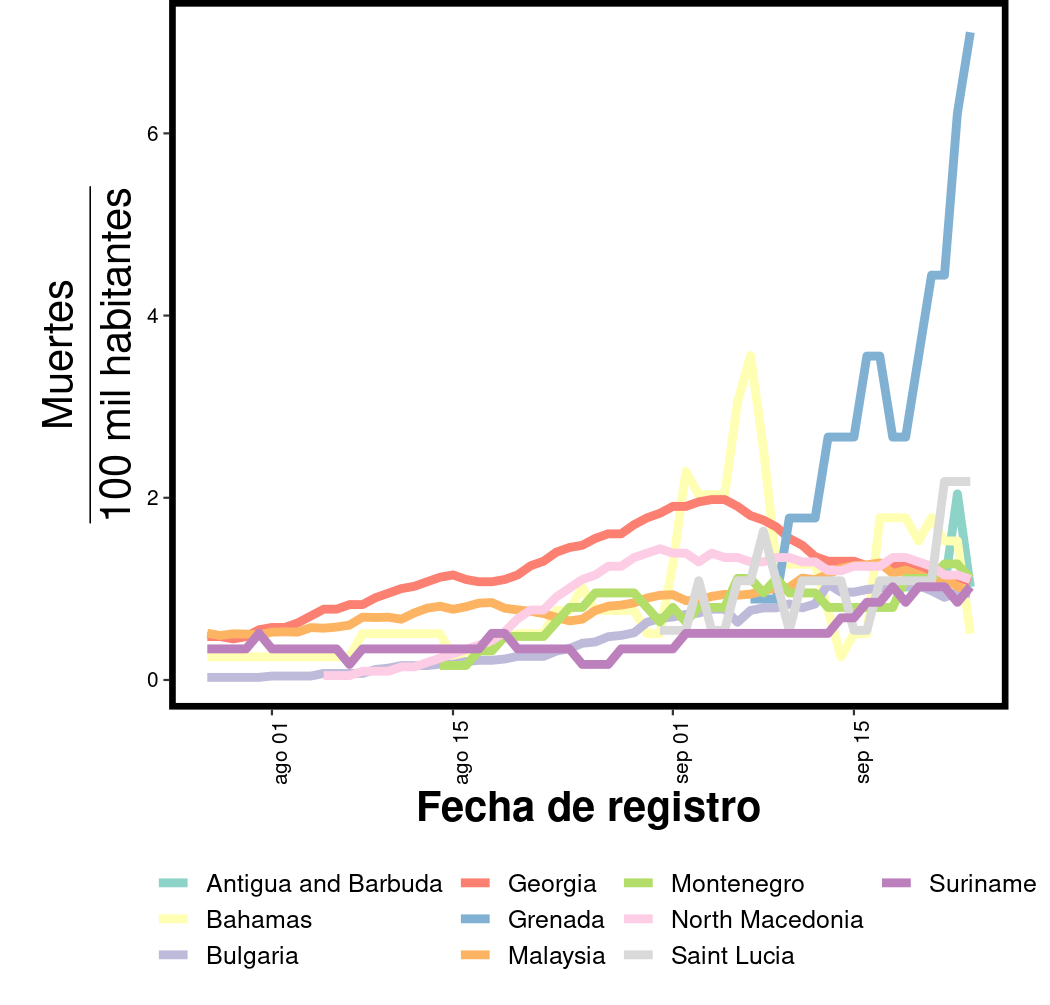 Muertes
100 mil habitantes
6
4
2
0
ago 01
ago 15
sep 01
sep 15
Fecha de registro
Antigua and Barbuda
Georgia
Montenegro
Suriname
Bahamas
Grenada
North Macedonia
Bulgaria
Malaysia
Saint Lucia